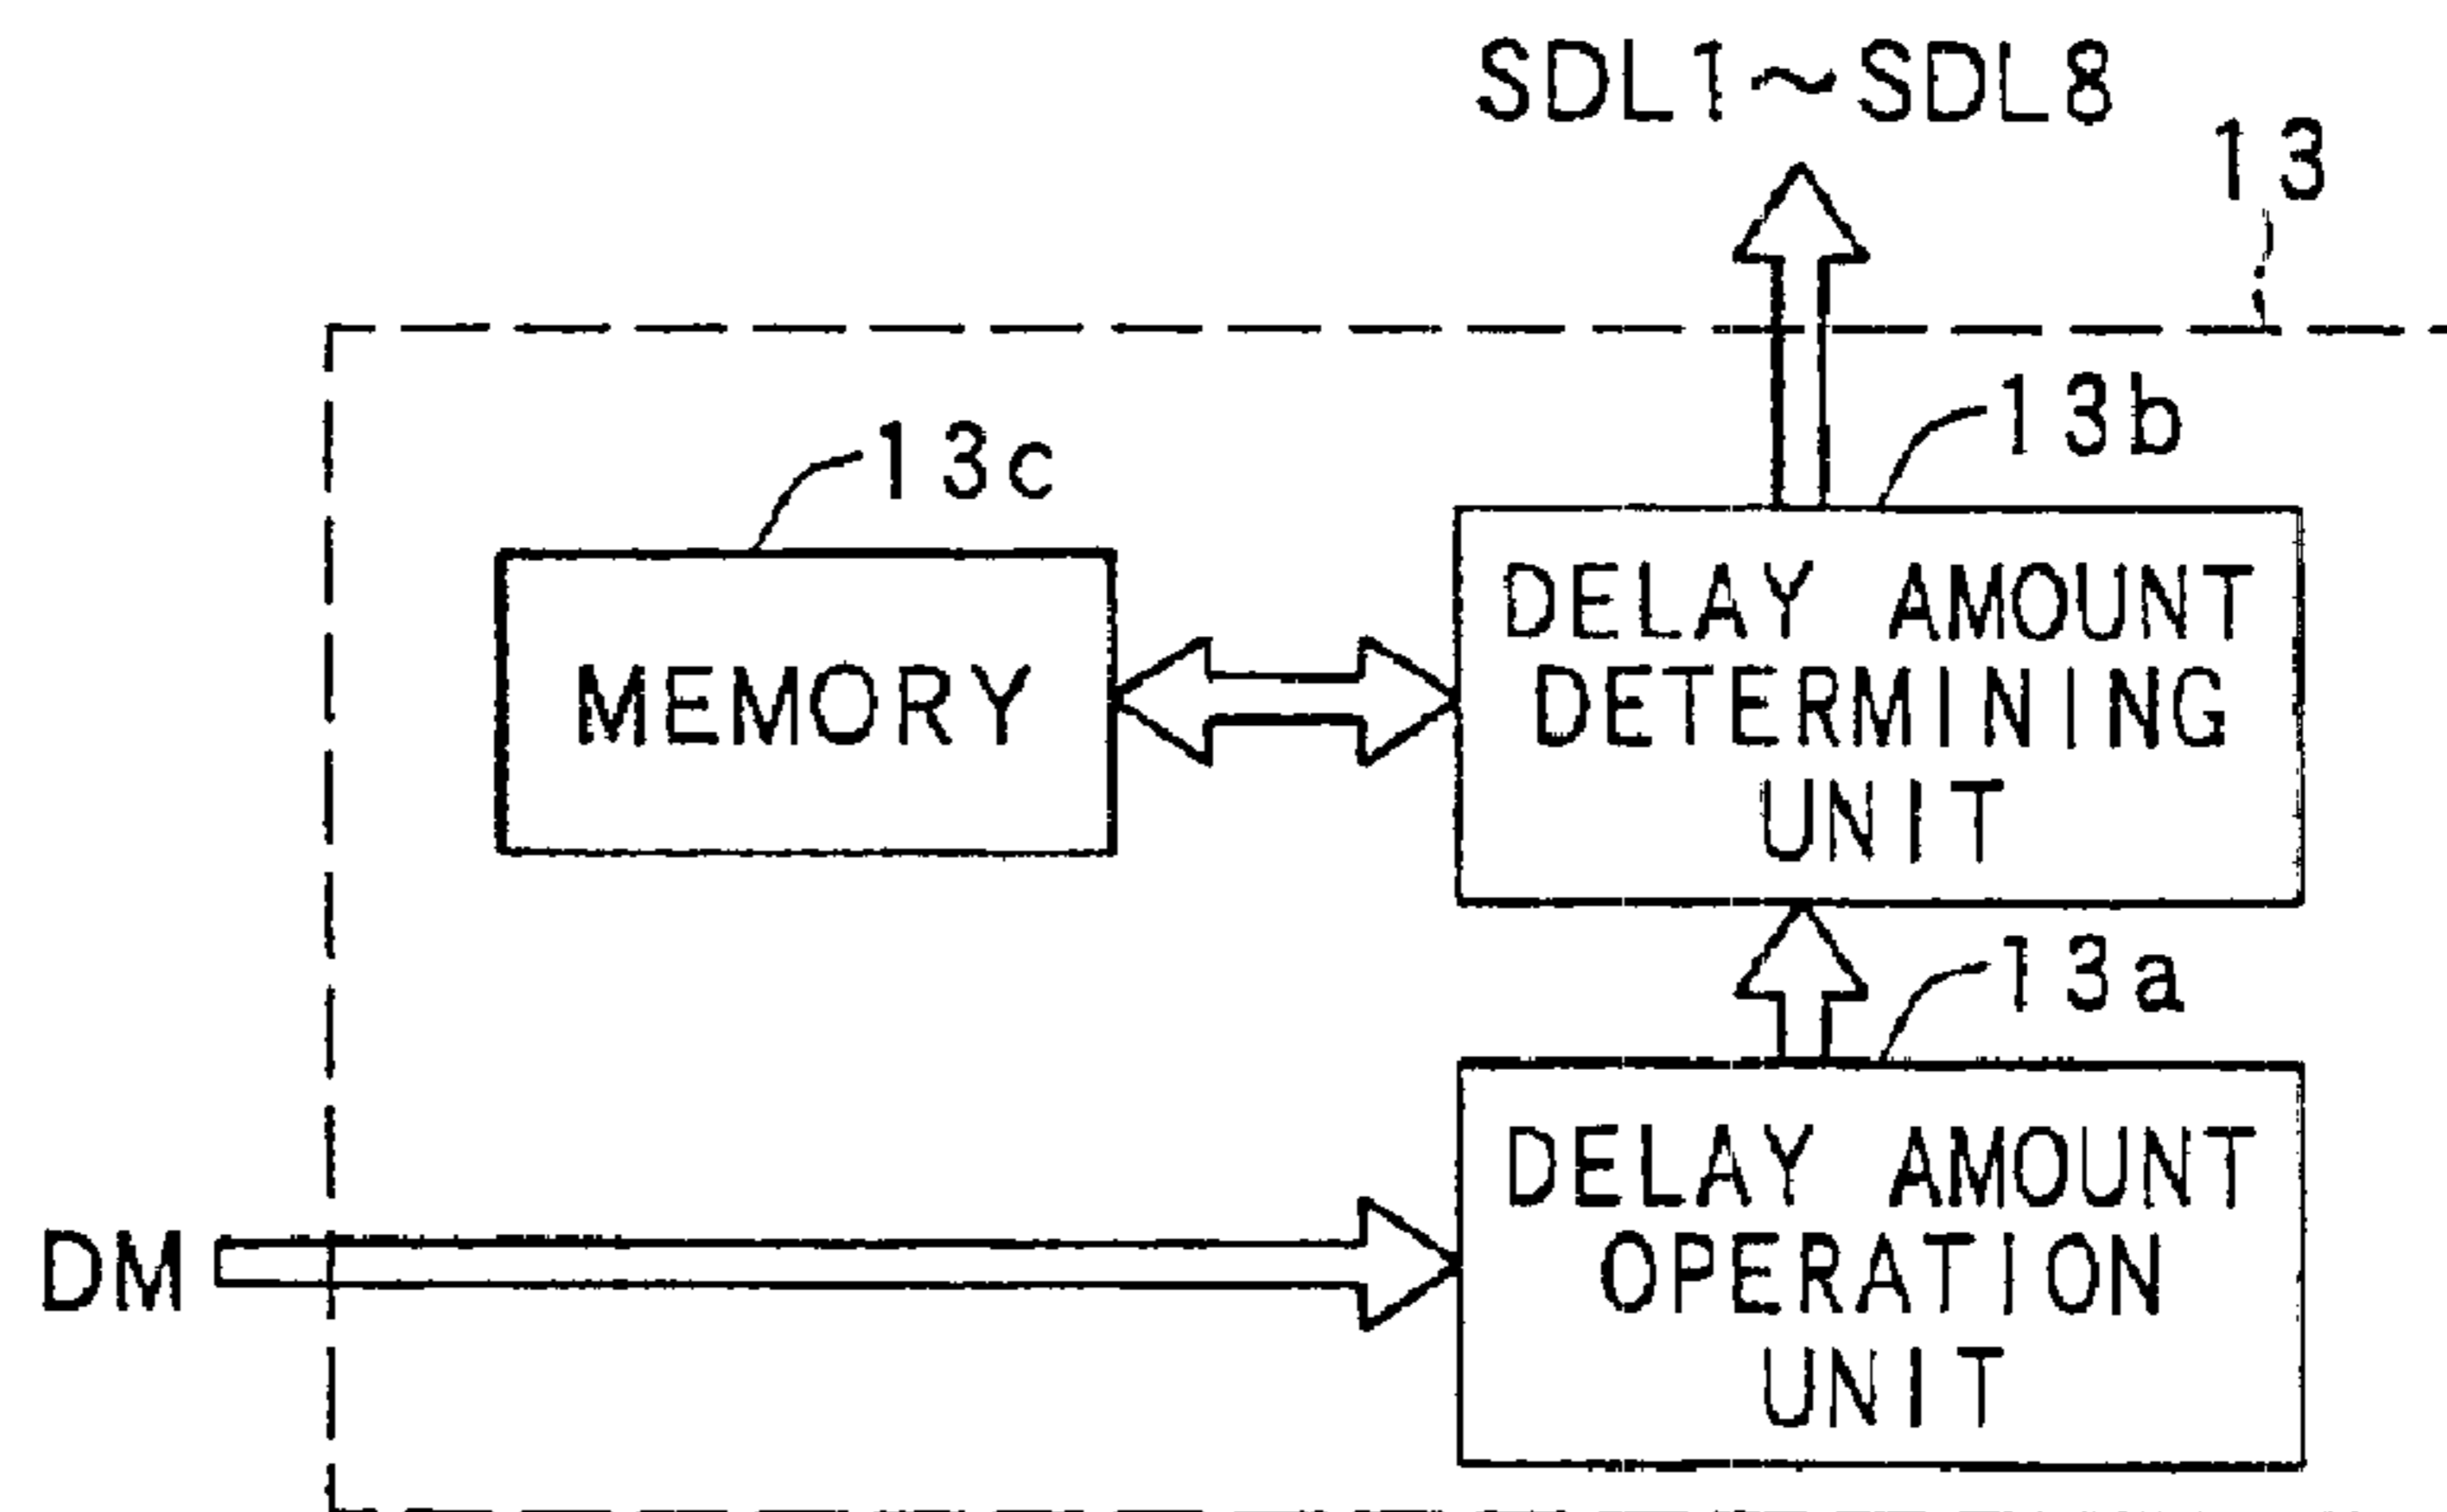 SDL1~SDL8
13
13b
13c
DELAY AMOUNT
DETERMINING
UNIT
MEMORY
13a
DELAY AMOUNT
OPERATION
UNIT
DM